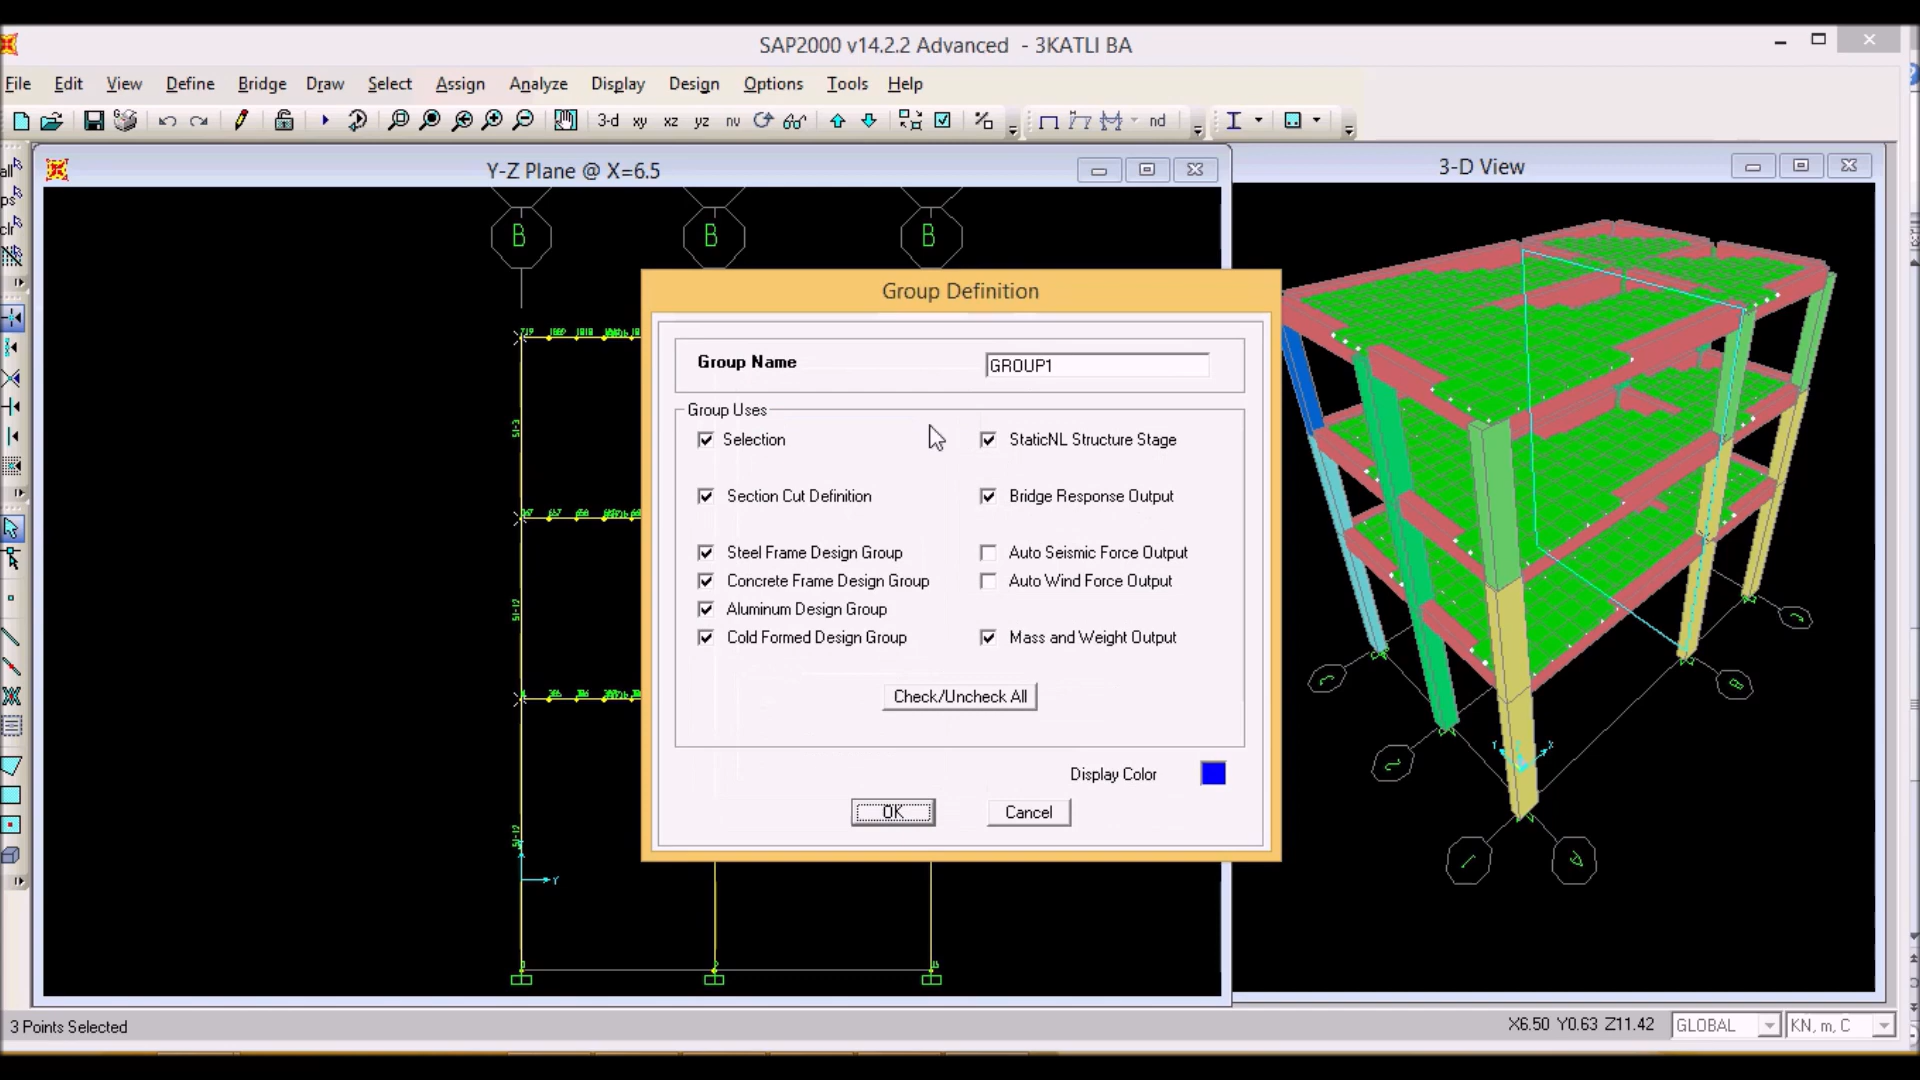 SAP2000 v14.2.2 Advanced - 3KATLI BA
File Edit View Define Bridge Draw Select Assign Analyze Display Design Options Tools Help
3-d xy xz yz nv nd
all
ps
clr
Y-Z Plane @ X=6.5
3-D View
B B B
Group Definition
Group Name GROUP1
Group Uses
Selection StaticNL Structure Stage
Section Cut Definition Bridge Response Output
Steel Frame Design Group Auto Seismic Force Output
Concrete Frame Design Group Auto Wind Force Output
Aluminum Design Group
Cold Formed Design Group Mass and Weight Output
Check/Uncheck All
Display Color
OK Cancel
Y
3 Points Selected
X6.50 Y0.63 Z11.42 GLOBAL KN, m, C